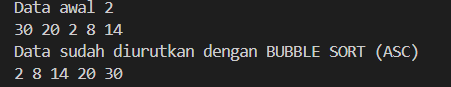 Data awal 2
30 20 2 8 14
Data sudah diurutkan dengan BUBBLE SORT (ASC)
2 8 14 20 30